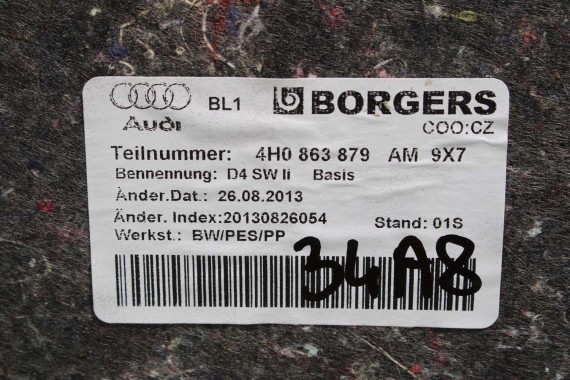 BL1 BORGERS
Audi COO:CZ
Teilnummer: 4H0 863 879 AM 9X7
Bennennung: D4 SW li Basis
Änder.Dat.: 26.08.2013
Änder. Index:20130826054 Stand: 01S
Werkst.: BW/PES/PP
34A8